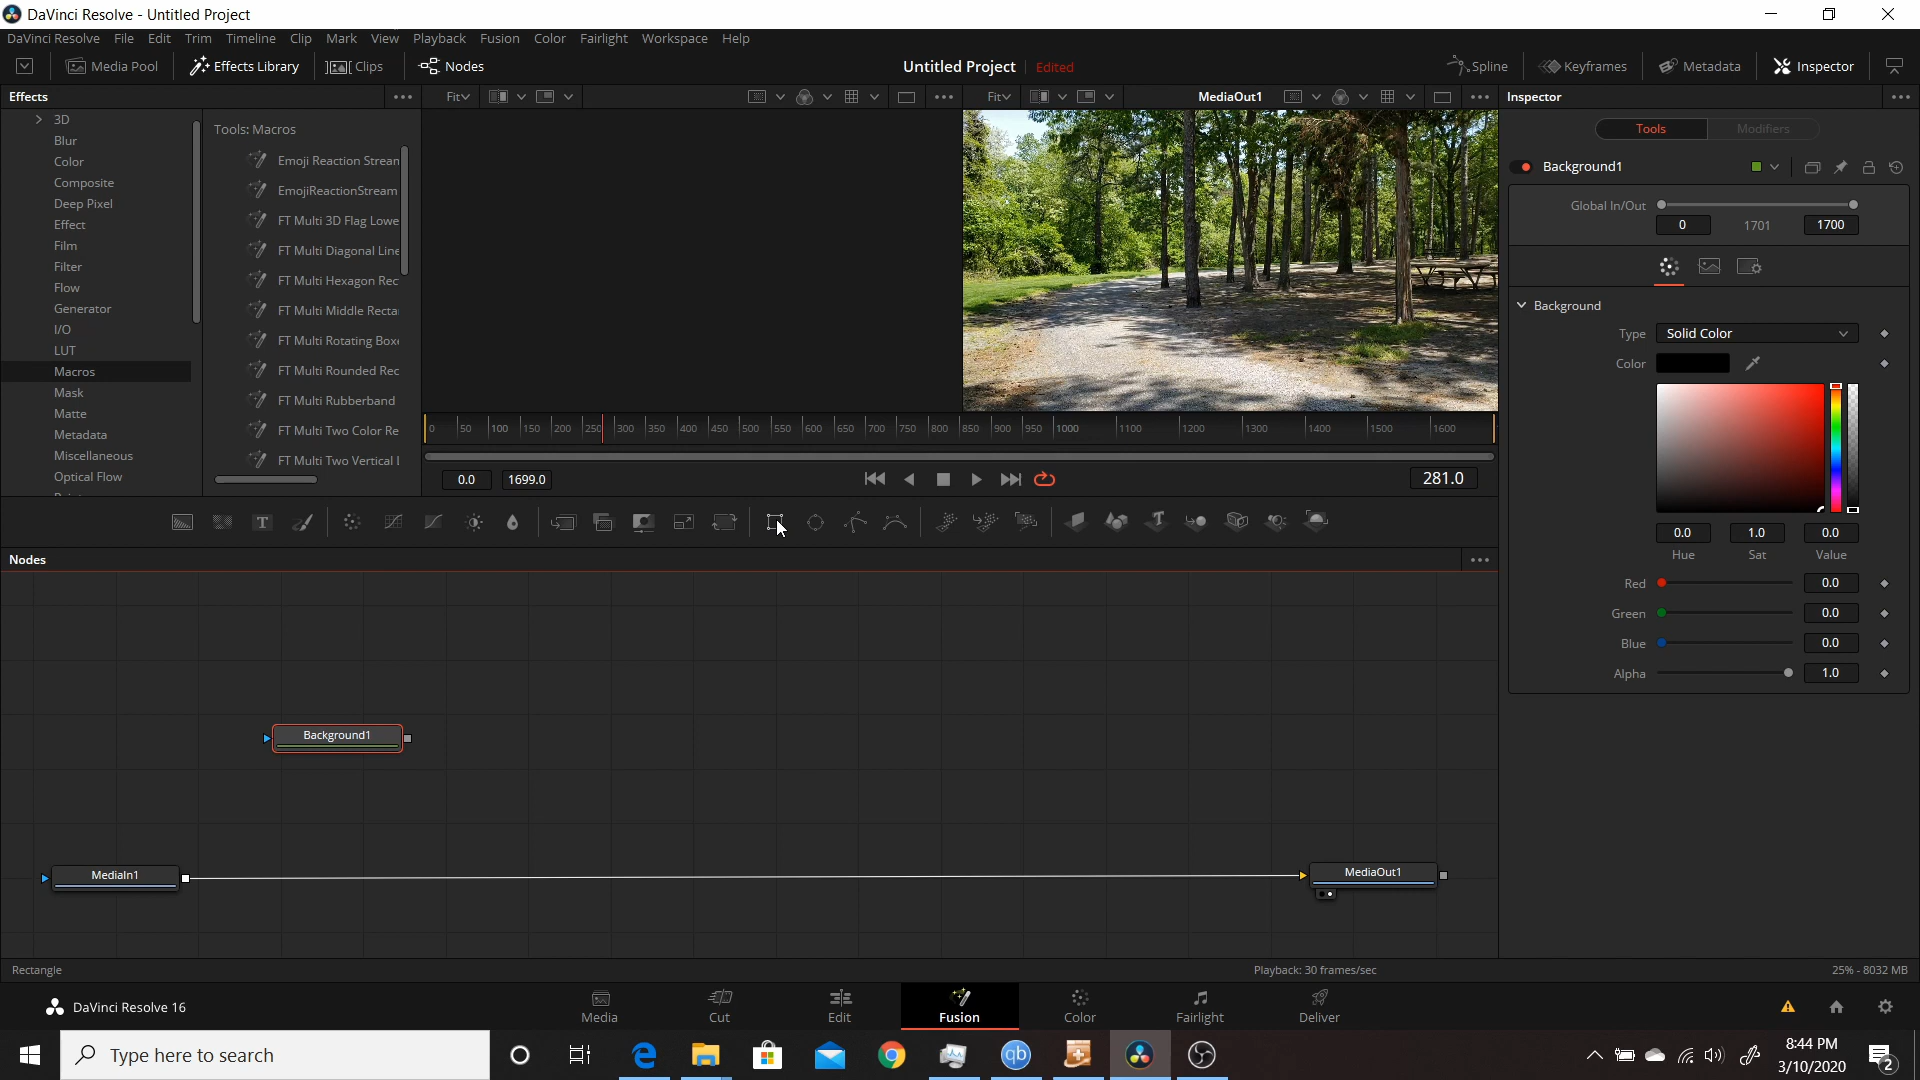 DaVinci Resolve - Untitled Project
DaVinci Resolve File Edit Trim Timeline Clip Mark View Playback Fusion Color Fairlight Workspace Help
Media Pool Effects Library Clips Nodes Untitled Project Edited Spline Keyframes Metadata Inspector
Effects Fit Fit MediaOut1 Inspector
3D
Blur
Color
Composite
Deep Pixel
Effect
Film
Filter
Flow
Generator
I/O
LUT
Macros
Mask
Matte
Metadata
Miscellaneous
Optical Flow
Tools: Macros
Emoji Reaction Stream
EmojiReactionStream
FT Multi 3D Flag Lowe
FT Multi Diagonal Line
FT Multi Hexagon Rec
FT Multi Middle Recta
FT Multi Rotating Boxe
FT Multi Rounded Rec
FT Multi Rubberband
FT Multi Two Color Re
FT Multi Two Vertical l
0 50 100 150 200 250 300 350 400 450 500 550 600 650 700 750 800 850 900 950 1000 1100 1200 1300 1400 1500 1600
0.0 1699.0 281.0
Tools Modifiers
Background1
Global In/Out
0 1701 1700
Background
Type Solid Color
Color
0.0 1.0 0.0
Hue Sat Value
Red 0.0
Green 0.0
Blue 0.0
Alpha 1.0
T
Nodes
Background1
MediaIn1
MediaOut1
Rectangle Playback: 30 frames/sec 25% - 8032 MB
DaVinci Resolve 16
Media Cut Edit Fusion Color Fairlight Deliver
Type here to search
qb
8:44 PM
3/10/2020
2